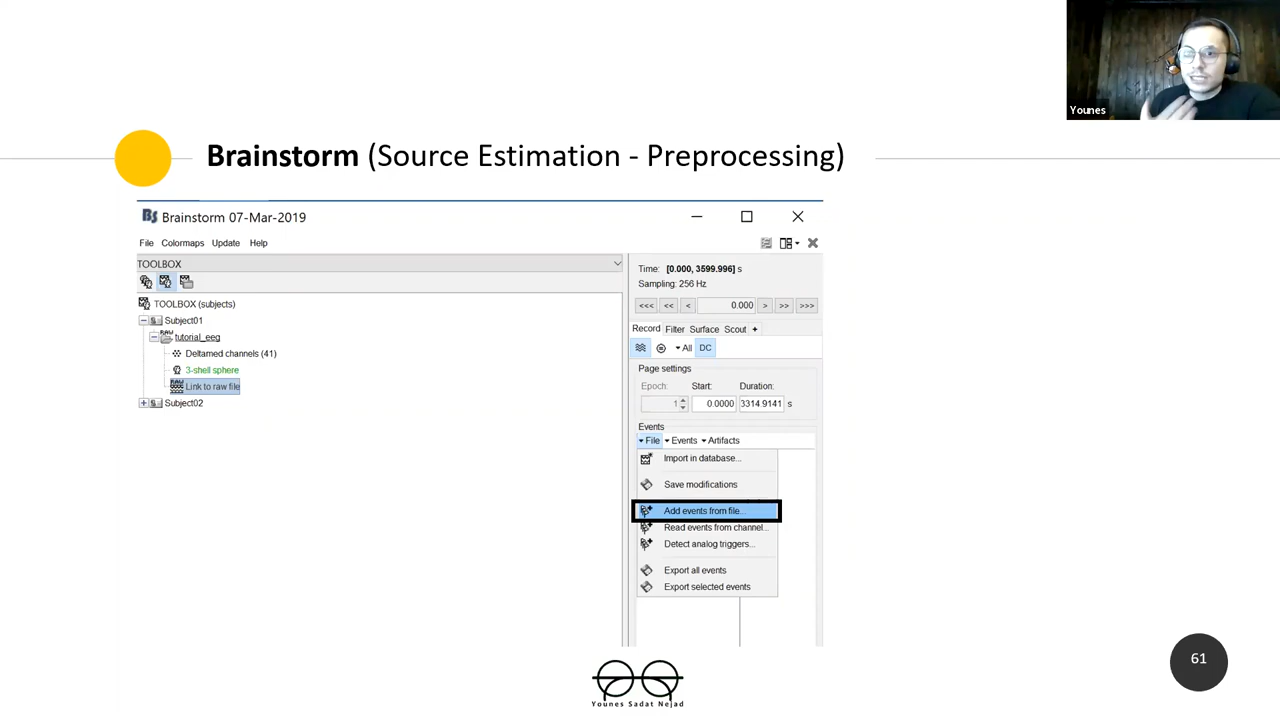 Younes
Brainstorm (Source Estimation - Preprocessing)
Brainstorm 07-Mar-2019
File Colormaps Update Help
TOOLBOX
TOOLBOX (subjects)
Subject01
RAW tutorial_eeg
Deltamed channels (41)
3-shell sphere
RAW Link to raw file
Subject02
Time: [0.000, 3599.996] s
Sampling: 256 Hz
<<< << < 0.000 > >> >>>
Record Filter Surface Scout +
All DC
Page settings
Epoch: Start: Duration:
1 0.0000 3314.9141 s
Events
File Events Artifacts
Import in database...
Save modifications
Add events from file...
Read events from channel...
Detect analog triggers...
Export all events
Export selected events
61
Younes Sadat Nejad